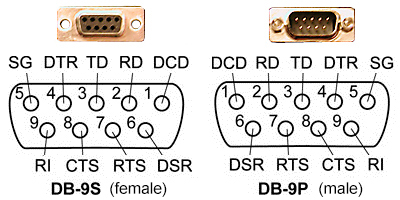 SG DTR TD RD DCD
5 4 3 2 1
9 8 7 6
RI CTS RTS DSR
DB-9S (female)
DCD RD TD DTR SG
1 2 3 4 5
6 7 8 9
DSR RTS CTS RI
DB-9P (male)